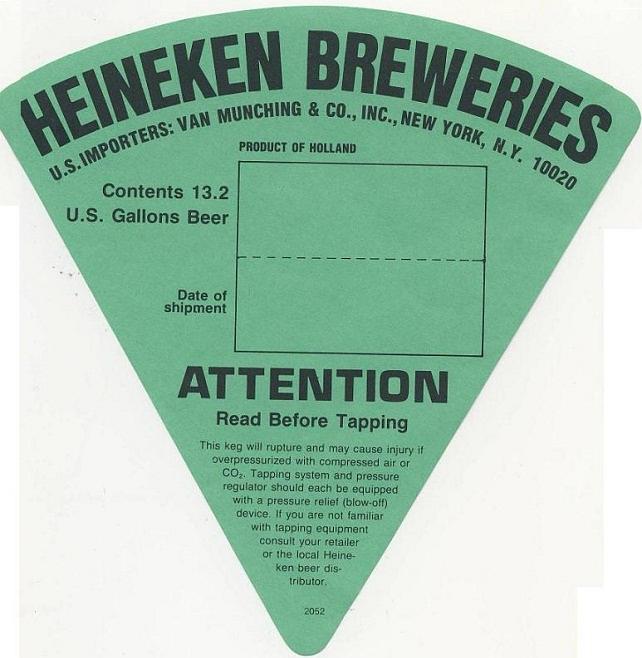 HEINEKEN BREWERIES
U.S. IMPORTERS: VAN MUNCHING & CO., INC., NEW YORK, N.Y. 10020
PRODUCT OF HOLLAND
Contents 13.2
U.S. Gallons Beer
Date of
shipment
ATTENTION
Read Before Tapping
This keg will rupture and may cause injury if
overpressurized with compressed air or
CO₂. Tapping system and pressure
regulator should each be equipped
with a pressure relief (blow-off)
device. If you are not familiar
with tapping equipment
consult your retailer
or the local Heine-
ken beer dis-
tributor.
2052